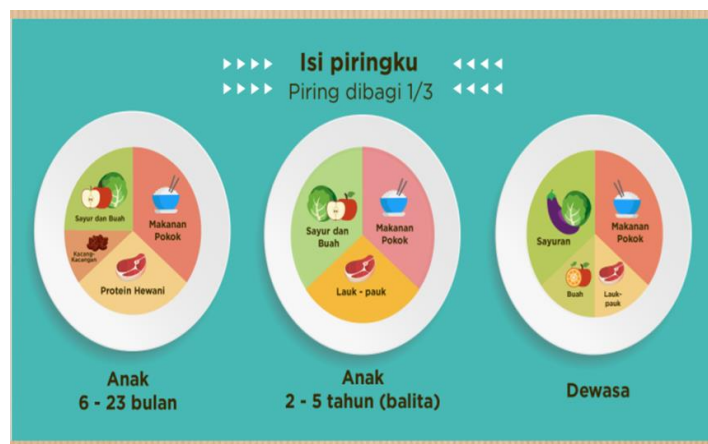 Isi piringku
Piring dibagi 1/3
Sayur dan Buah
Makanan
Pokok
Kacang-
Kacangan
Protein Hewani
Anak
6 - 23 bulan
Sayur dan
Buah
Makanan
Pokok
Lauk - pauk
Anak
2 - 5 tahun (balita)
Sayuran
Makanan
Pokok
Buah
Lauk-
pauk
Dewasa